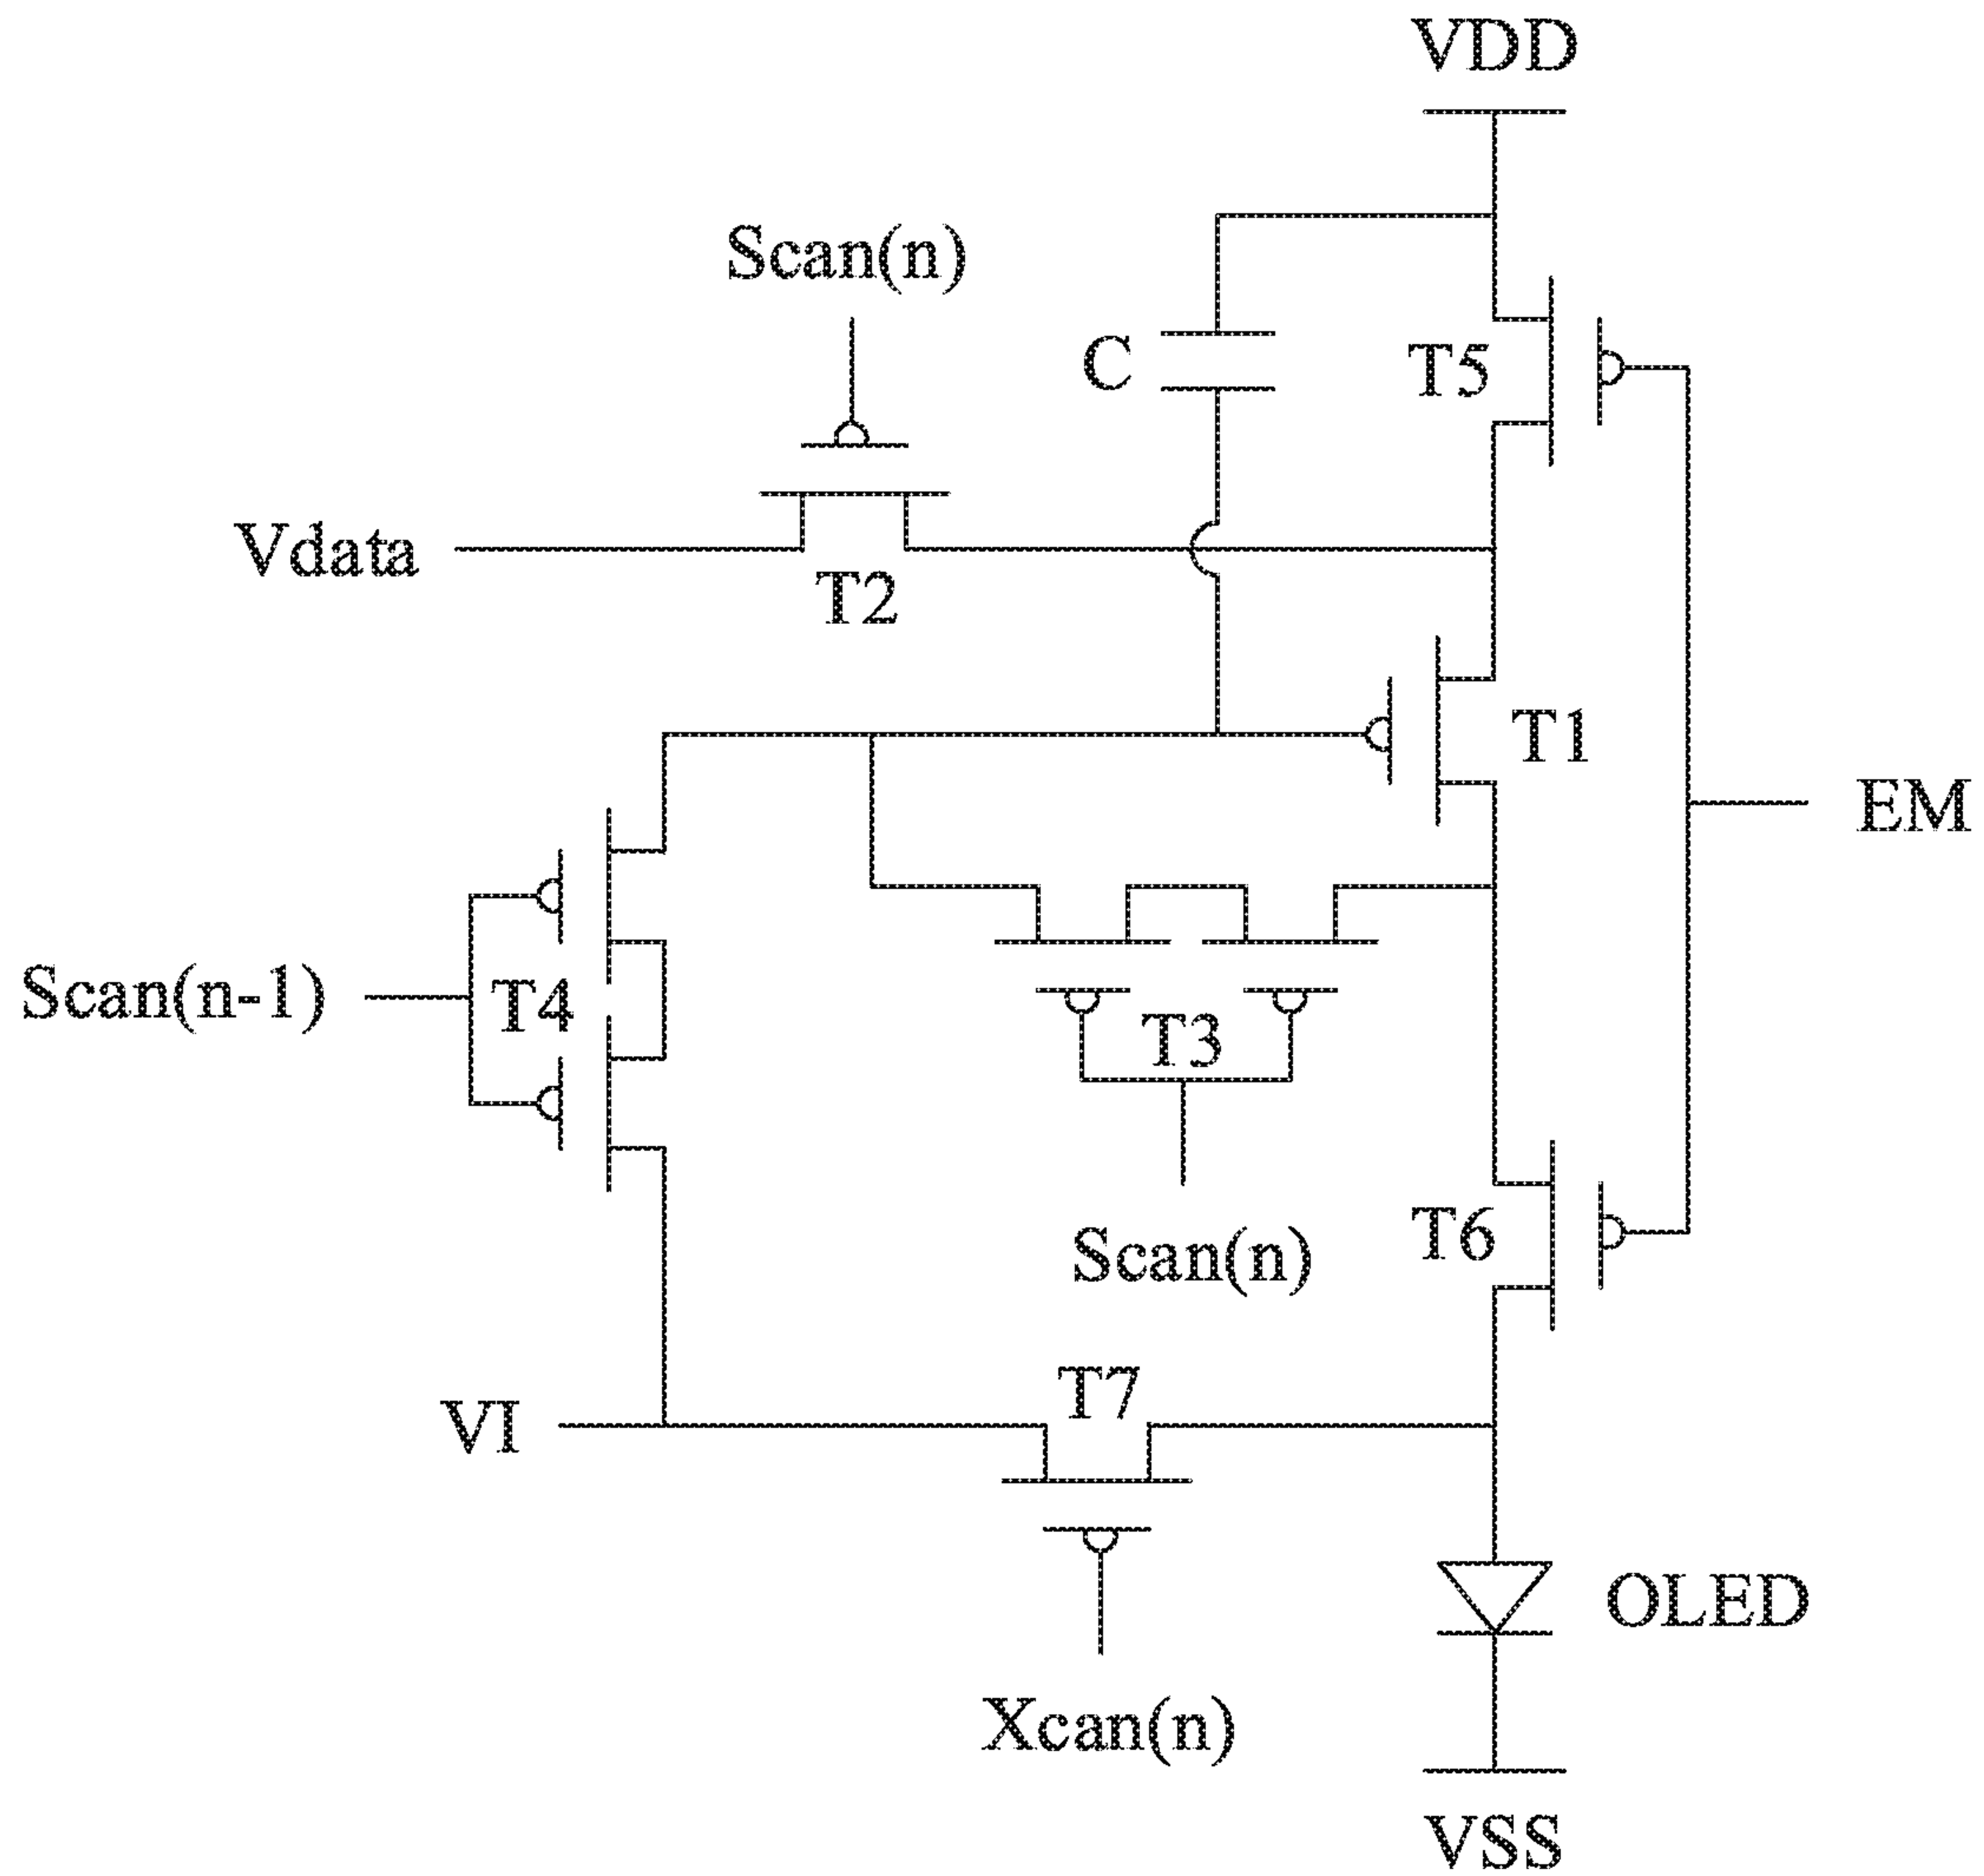 VDD
Scan(n)
C
T5
Vdata
T2
T1
EM
Scan(n-1)
T4
T3
Scan(n)
T6
T7
VI
OLED
Xcan(n)
VSS